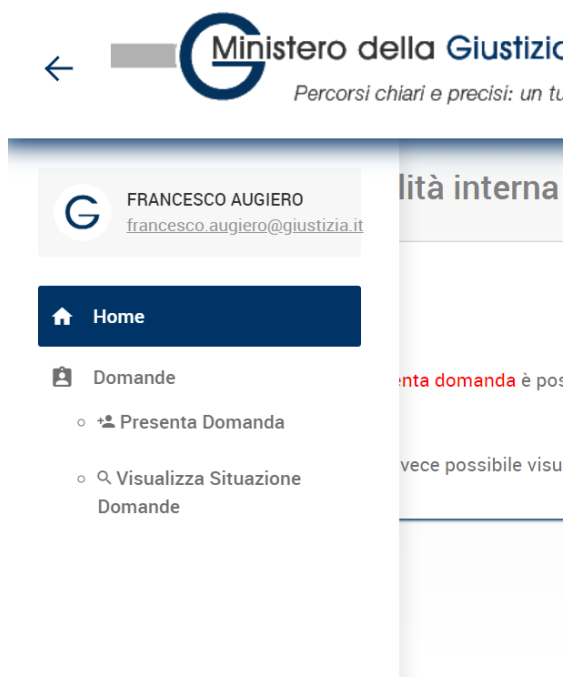 Ministero della Giustizia
Percorsi chiari e precisi: un tu
lità interna
FRANCESCO AUGIERO
francesco.augiero@giustizia.it
Home
Domande
enta domanda è pos
Presenta Domanda
vece possibile visu
Visualizza Situazione
Domande